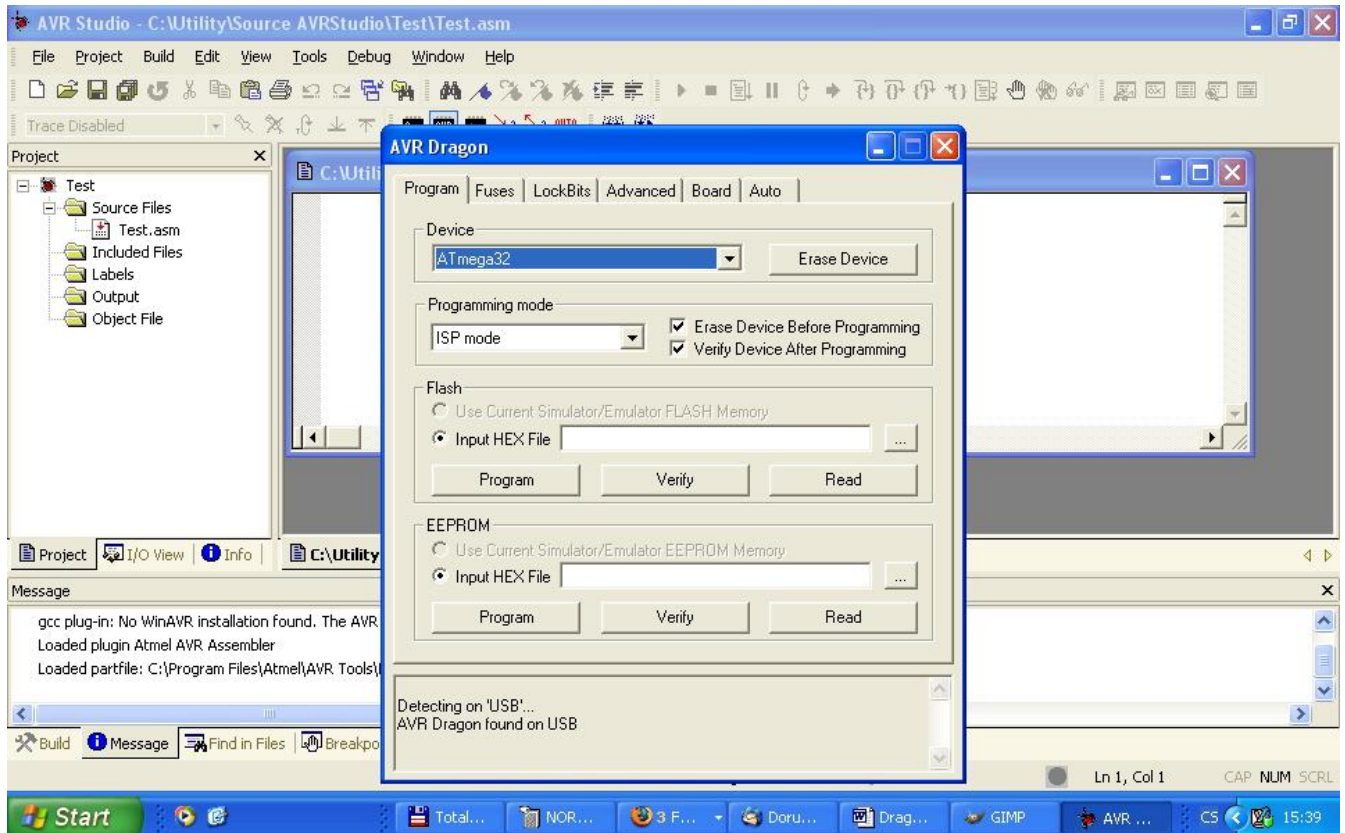 AVR Studio - C:\Utility\Source AVRStudio\Test\Test.asm
File Project Build Edit View Tools Debug Window Help
Trace Disabled
AUTO
Project
Test
Source Files
Test.asm
Included Files
Labels
Output
Object File
Project I/O View Info
C:\Utili
C:\Utility
AVR Dragon
Program Fuses LockBits Advanced Board Auto
Device
ATmega32 Erase Device
Programming mode
ISP mode
Erase Device Before Programming
Verify Device After Programming
Flash
Use Current Simulator/Emulator FLASH Memory
Input HEX File ...
Program Verify Read
EEPROM
Use Current Simulator/Emulator EEPROM Memory
Input HEX File ...
Program Verify Read
Detecting on 'USB'...
AVR Dragon found on USB
Message
gcc plug-in: No WinAVR installation found. The AVR
Loaded plugin Atmel AVR Assembler
Loaded partfile: C:\Program Files\Atmel\AVR Tools\
Build Message Find in Files Breakpo
Ln 1, Col 1 CAP NUM SCRL
Start Total... NOR... 3 F... Doru... Drag... GIMP AVR ... CS 15:39